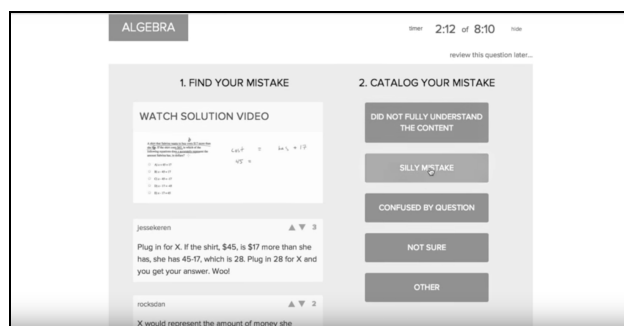 ALGEBRA
timer 2:12 of 8:10 hide
review this question later...
1. FIND YOUR MISTAKE
WATCH SOLUTION VIDEO
jessekeren 3
Plug in for X. If the shirt, $45, is $17 more than she
has, she has 45-17, which is 28. Plug in 28 for X and
you get your answer. Woo!
rocksdan 2
X would represent the amount of money she
2. CATALOG YOUR MISTAKE
DID NOT FULLY UNDERSTAND
THE CONTENT
SILLY MISTAKE
CONFUSED BY QUESTION
NOT SURE
OTHER